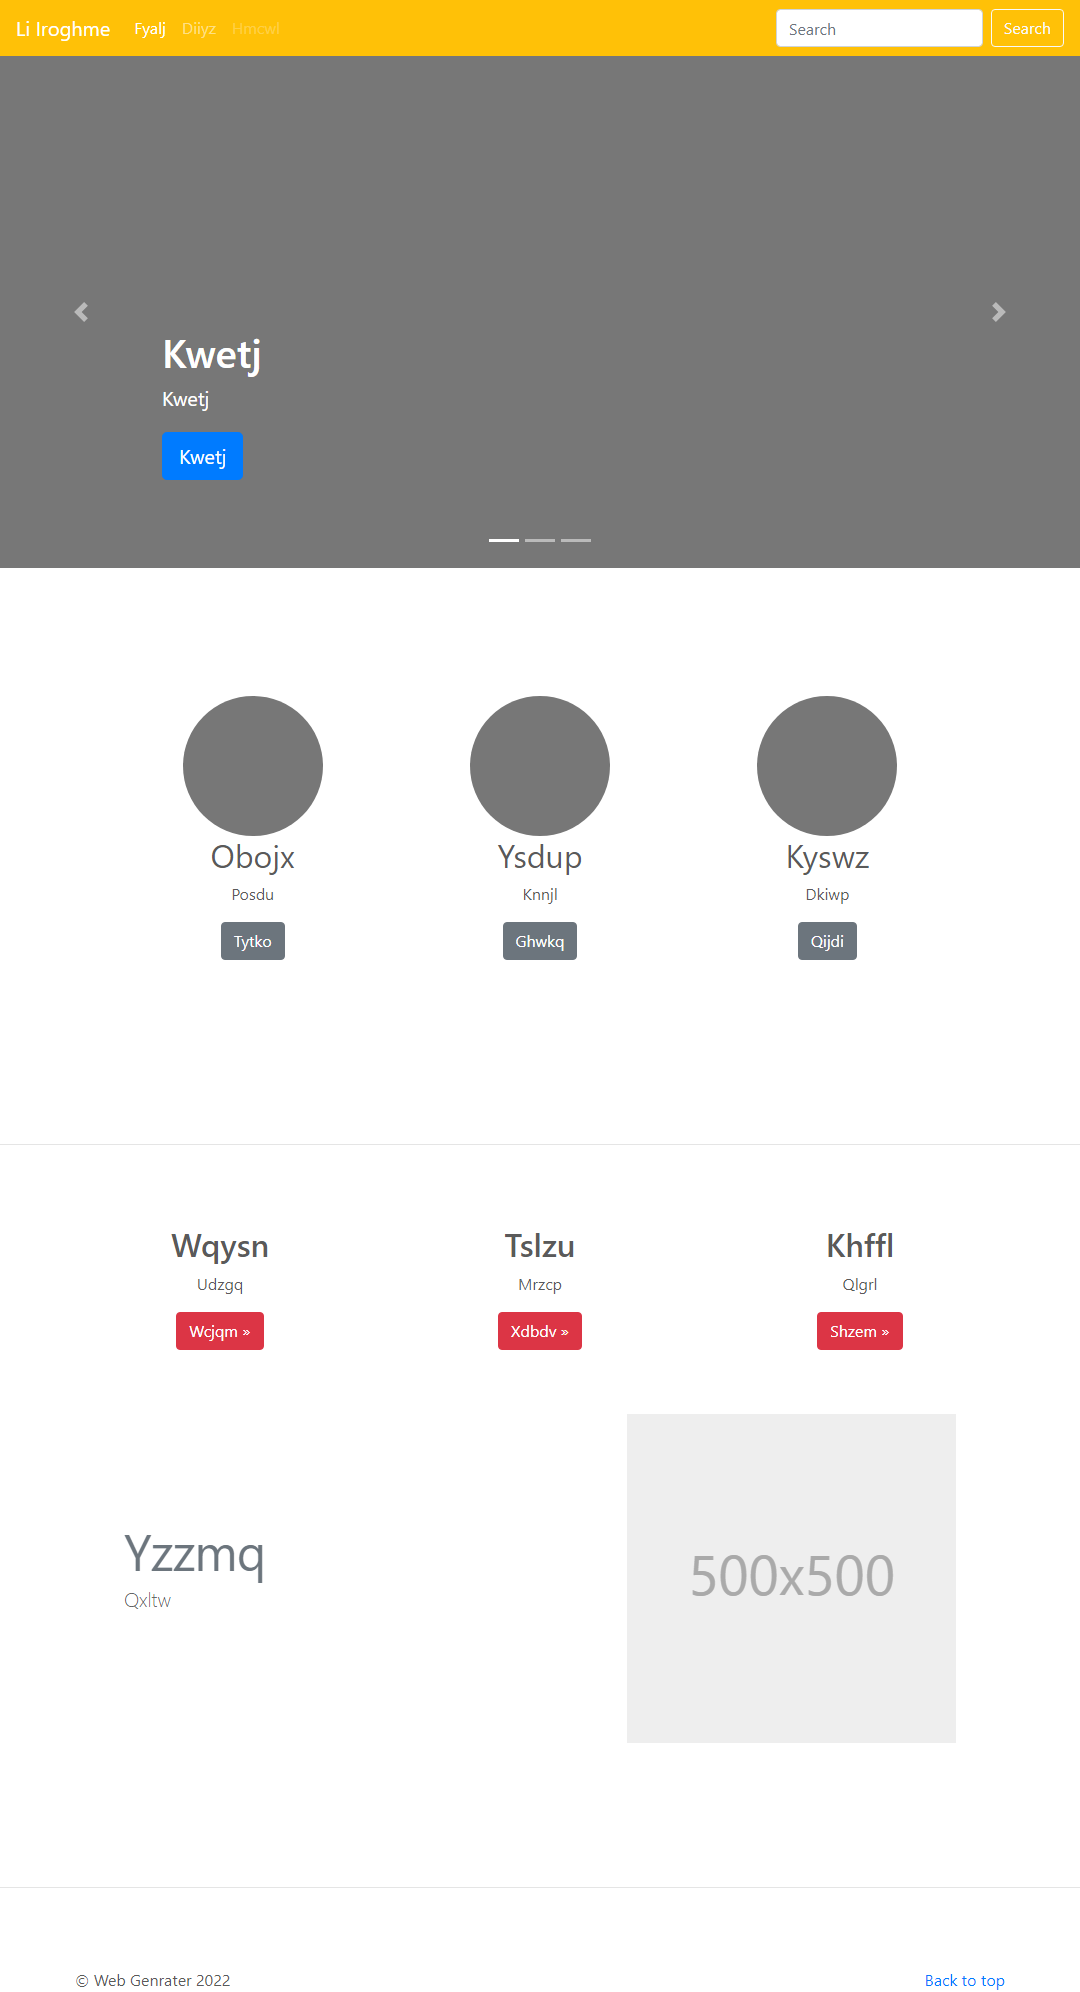 Li Iroghme Fyalj Diiyz Hmcwl Search Search
Kwetj
Kwetj
Kwetj
Obojx Ysdup Kyswz
Posdu Knnjl Dkiwp
Tytko Ghwkq Qijdi
Wqysn Tslzu Khffl
Udzgq Mrzcp Qlgrl
Wcjqm » Xdbdv » Shzem »
Yzzmq
Qxltw
500x500
© Web Genrater 2022 Back to top